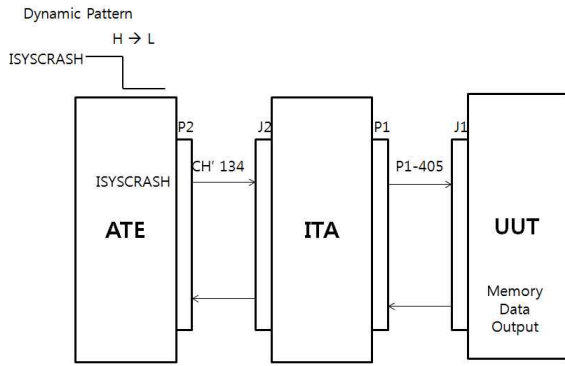 Dynamic Pattern
H → L
ISYSCRASH
P2
J2
P1
J1
CH' 134
P1-405
ISYSCRASH
ATE
ITA
UUT
Memory
Data
Output